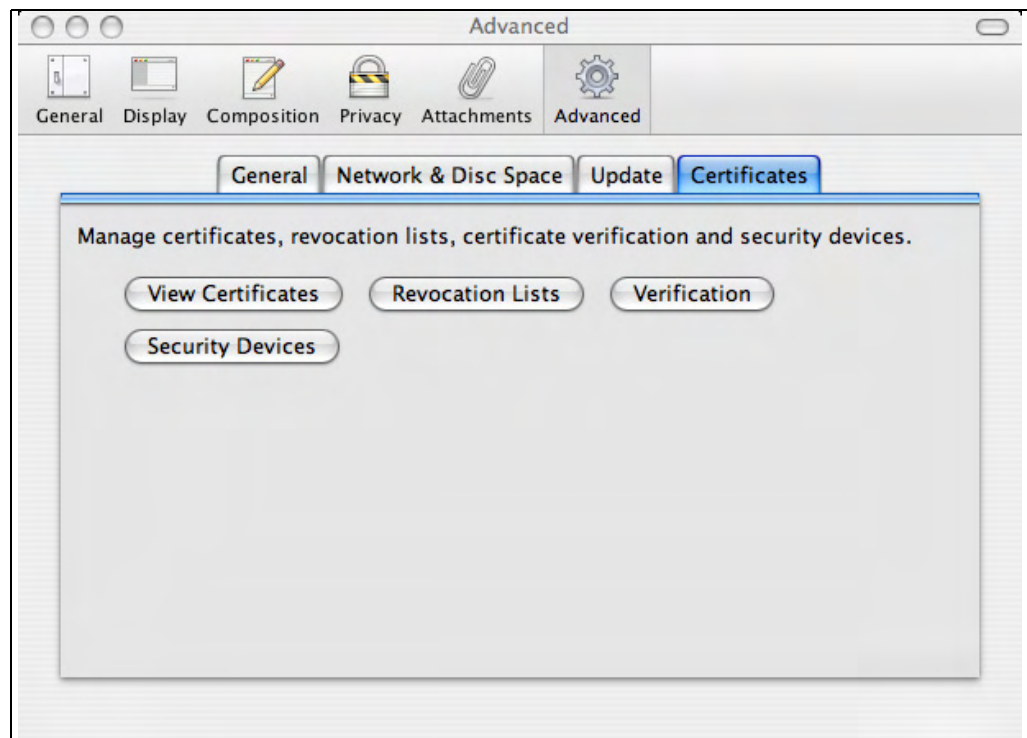 Advanced
General Display Composition Privacy Attachments Advanced
General Network & Disc Space Update Certificates
Manage certificates, revocation lists, certificate verification and security devices.
View Certificates Revocation Lists Verification
Security Devices